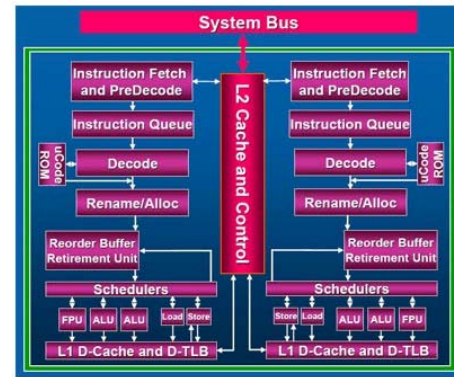 System Bus
Instruction Fetch
and PreDecode
Instruction Queue
Decode
uCode
ROM
Rename/Alloc
Reorder Buffer
Retirement Unit
Schedulers
FPU
ALU
ALU
Load
Store
L1 D-Cache and D-TLB
L2 Cache and Control
Instruction Fetch
and PreDecode
Instruction Queue
Decode
uCode
ROM
Rename/Alloc
Reorder Buffer
Retirement Unit
Schedulers
Store
Load
ALU
ALU
FPU
L1 D-Cache and D-TLB